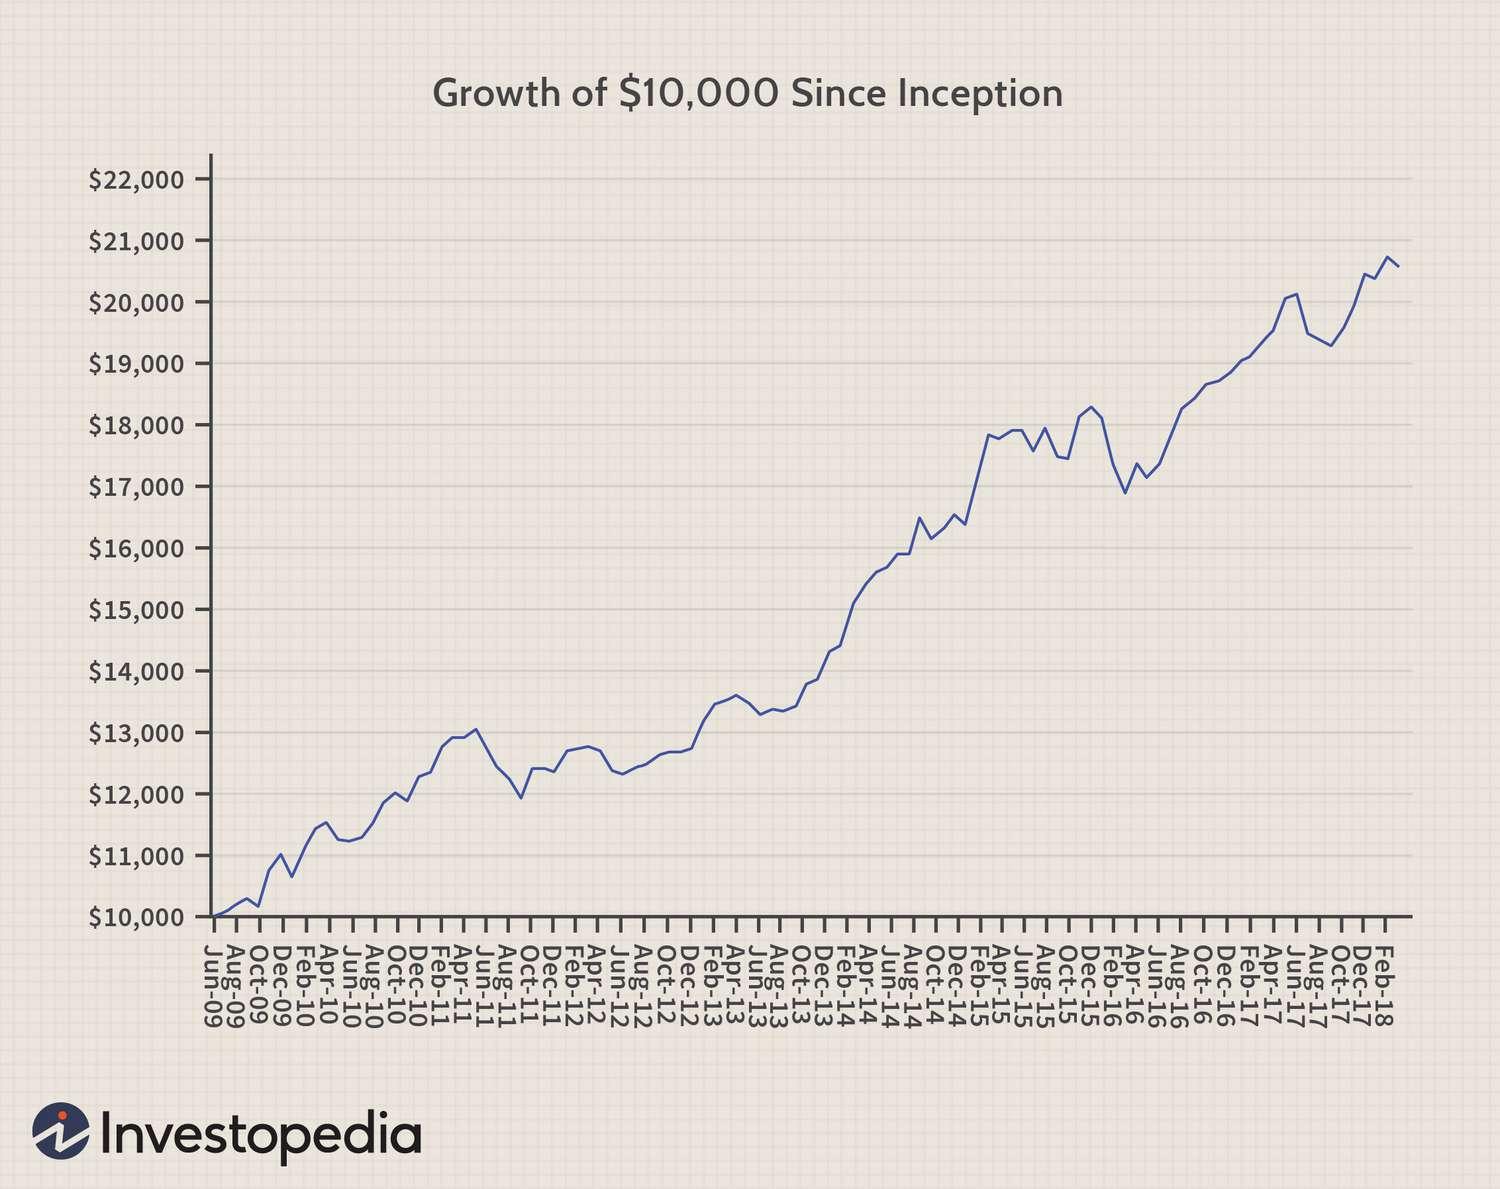 Growth of $10,000 Since Inception
$22,000
$21,000
$20,000
$19,000
$18,000
$17,000
$16,000
$15,000
$14,000
$13,000
$12,000
$11,000
$10,000
Jun-09
Aug-09
Oct-09
Dec-09
Feb-10
Apr-10
Jun-10
Aug-10
Oct-10
Dec-10
Feb-11
Apr-11
Jun-11
Aug-11
Oct-11
Dec-11
Feb-12
Apr-12
Jun-12
Aug-12
Oct-12
Dec-12
Feb-13
Apr-13
Jun-13
Aug-13
Oct-13
Dec-13
Feb-14
Apr-14
Jun-14
Aug-14
Oct-14
Dec-14
Feb-15
Apr-15
Jun-15
Aug-15
Oct-15
Dec-15
Feb-16
Apr-16
Jun-16
Aug-16
Oct-16
Dec-16
Feb-17
Apr-17
Jun-17
Aug-17
Oct-17
Dec-17
Feb-18
Investopedia